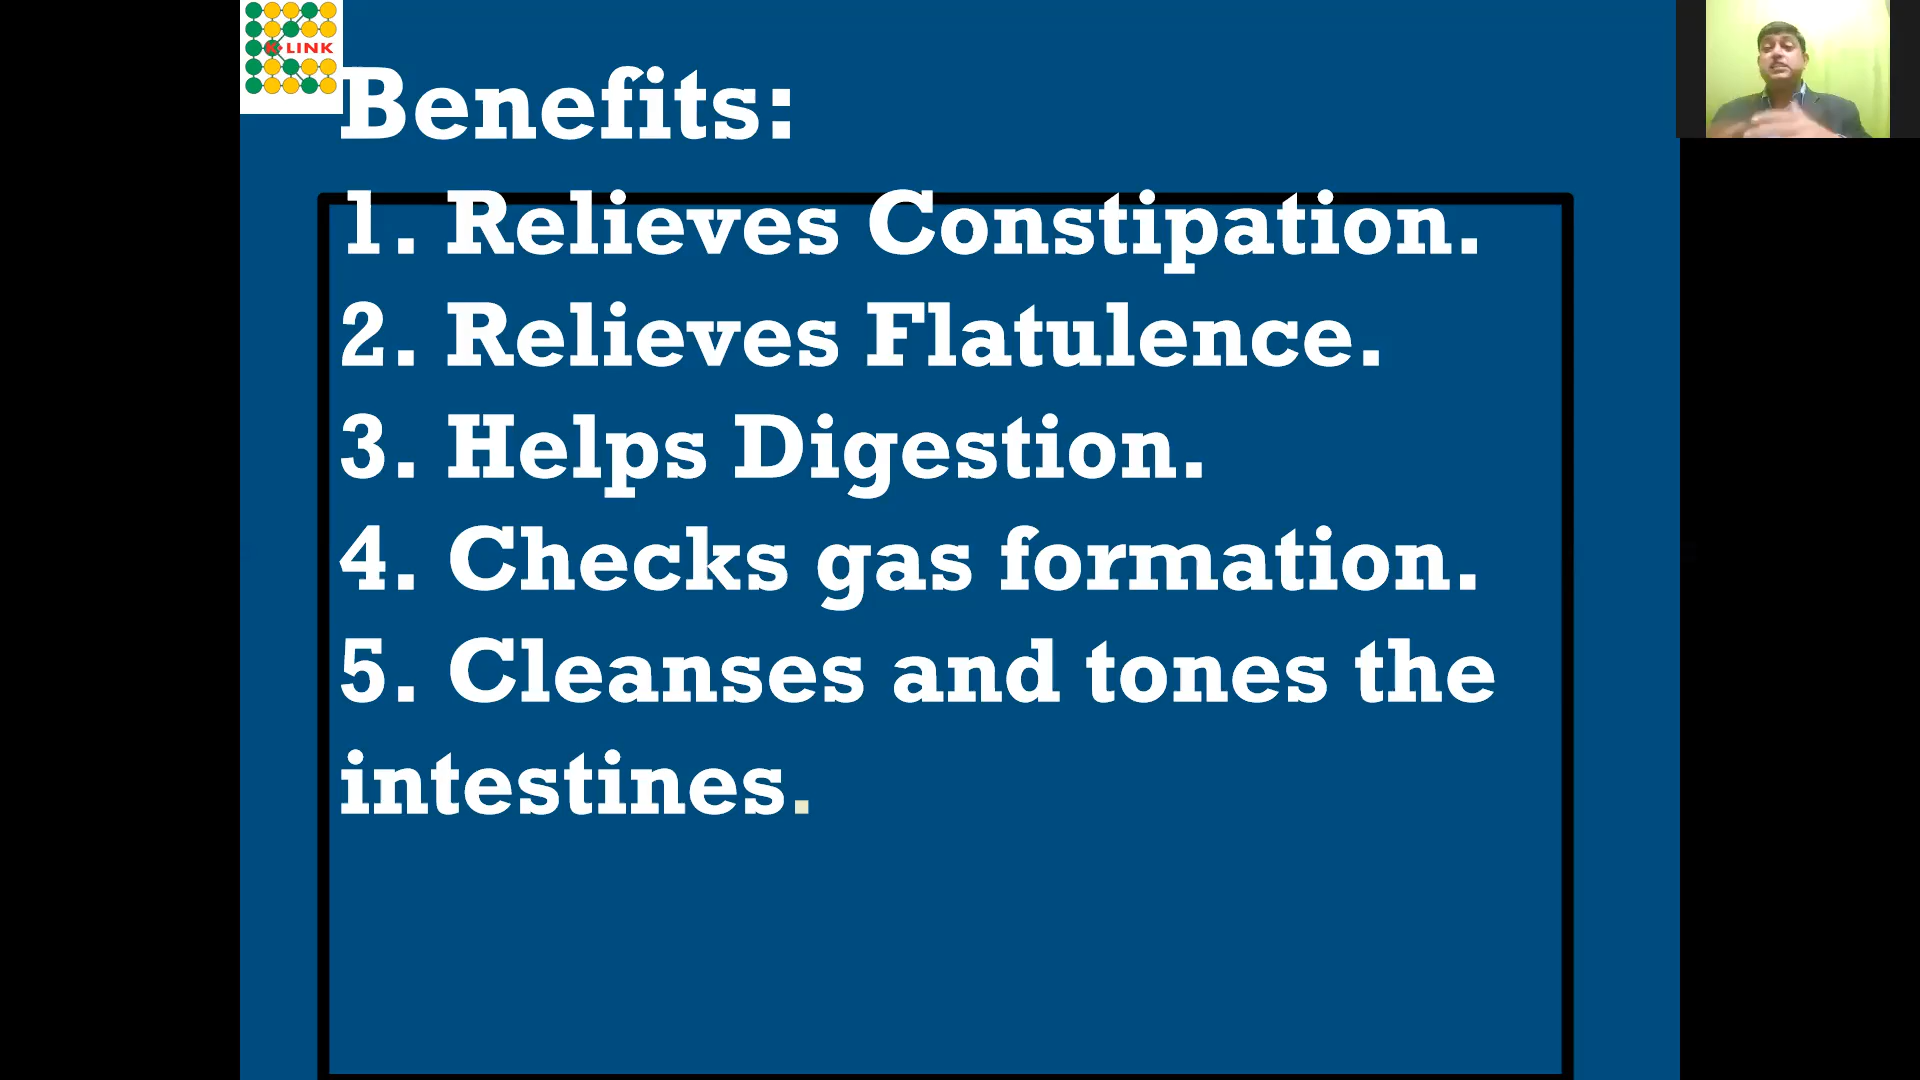 K-LINK
Benefits:
1. Relieves Constipation.
2. Relieves Flatulence.
3. Helps Digestion.
4. Checks gas formation.
5. Cleanses and tones the
intestines.